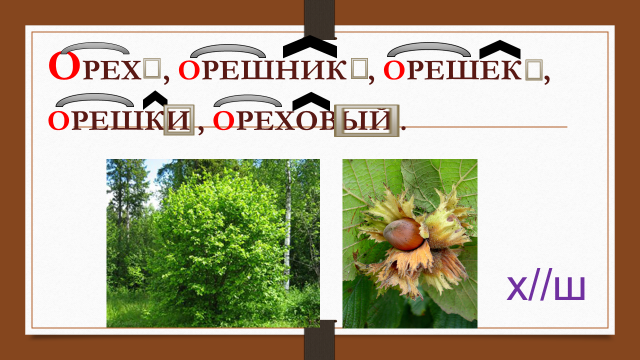 Орех, орешник, орешек,
орешки, ореховый.
х//ш